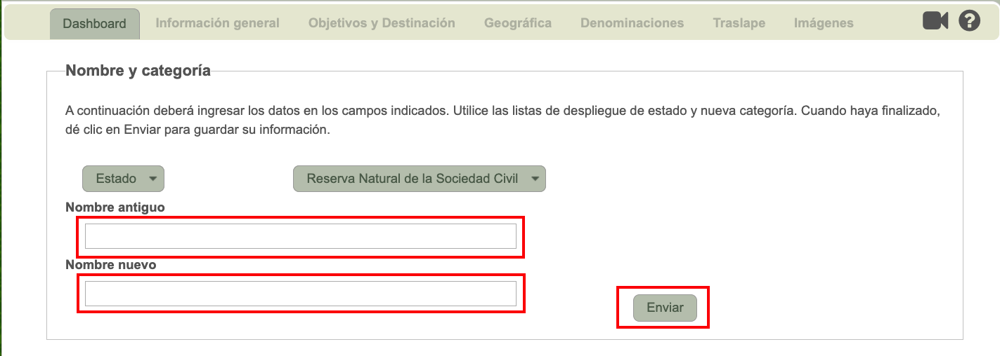 Dashboard Información general Objetivos y Destinación Geográfica Denominaciones Traslape Imágenes ?
Nombre y categoría
A continuación deberá ingresar los datos en los campos indicados. Utilice las listas de despliegue de estado y nueva categoría. Cuando haya finalizado,
dé clic en Enviar para guardar su información.
Estado Reserva Natural de la Sociedad Civil
Nombre antiguo
Nombre nuevo
Enviar